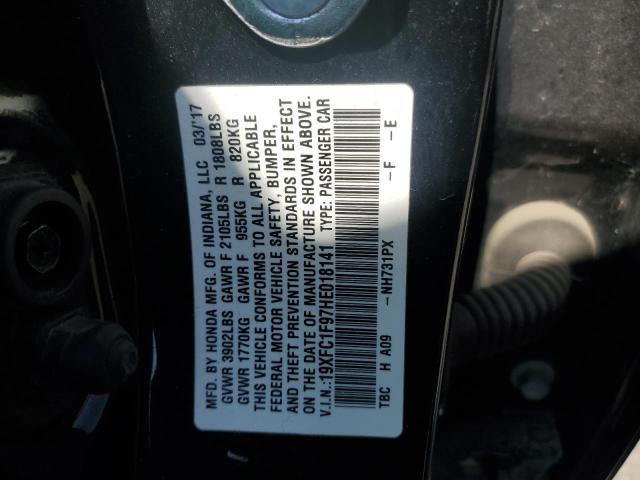 MFD. BY HONDA MFG. OF INDIANA, LLC 03/'17
GVWR 3902LBS GAWR F 2105LBS R 1808LBS
GVWR 1770KG GAWR F 955KG R 820KG
THIS VEHICLE CONFORMS TO ALL APPLICABLE
FEDERAL MOTOR VEHICLE SAFETY, BUMPER,
AND THEFT PREVENTION STANDARDS IN EFFECT
ON THE DATE OF MANUFACTURE SHOWN ABOVE.
V.I.N.:19XFC1F97HE018141 TYPE: PASSENGER CAR
TBC H A09 -NH731PX -F -E